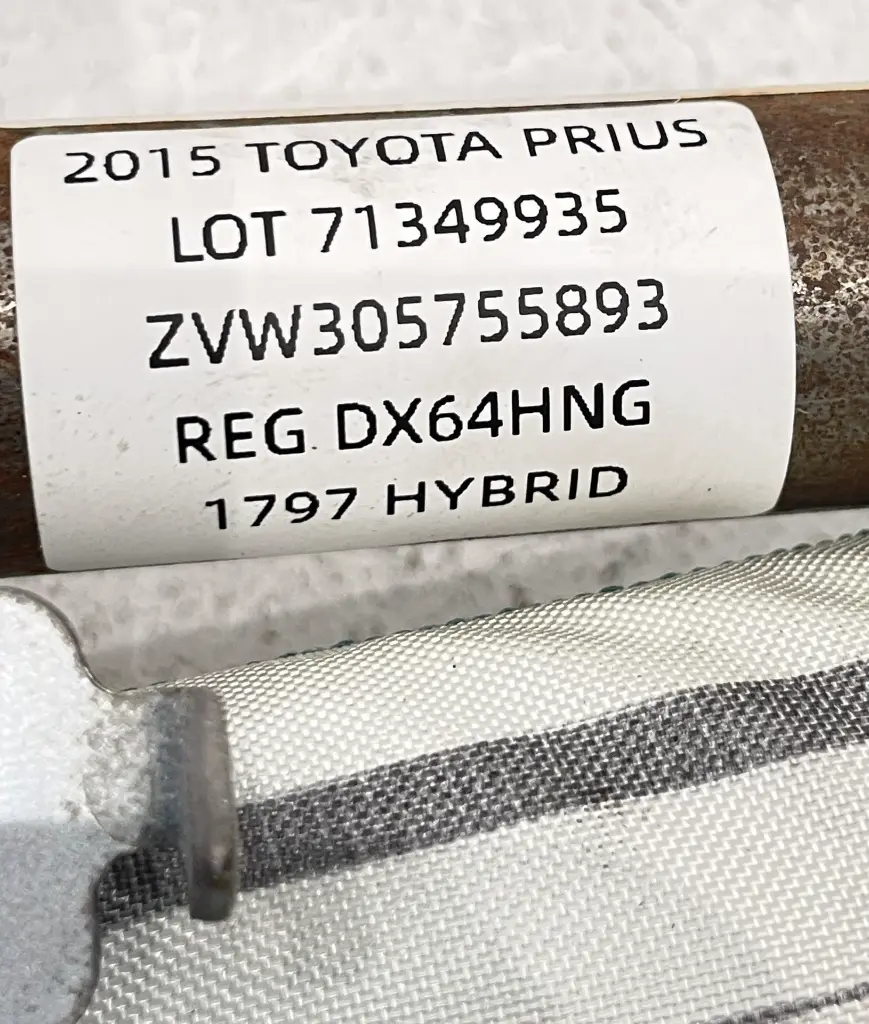 2015 TOYOTA PRIUS
LOT 71349935
ZVW305755893
REG DX64HNG
1797 HYBRID